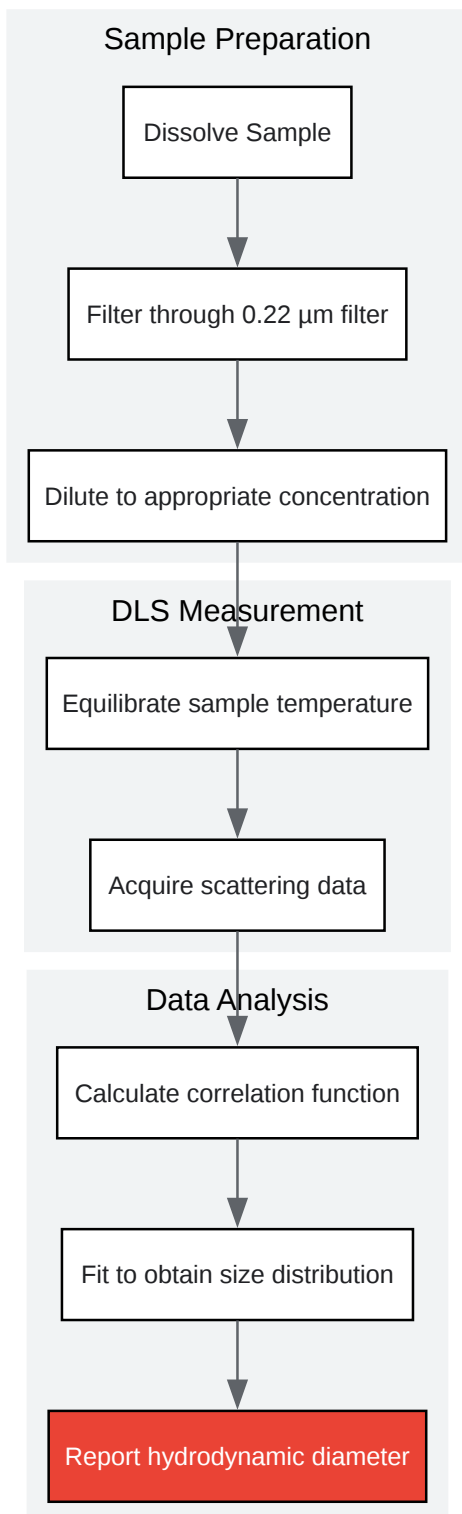 Sample Preparation
Dissolve Sample
Filter through 0.22 µm filter
Dilute to appropriate concentration
DLS Measurement
Equilibrate sample temperature
Acquire scattering data
Data Analysis
Calculate correlation function
Fit to obtain size distribution
Report hydrodynamic diameter